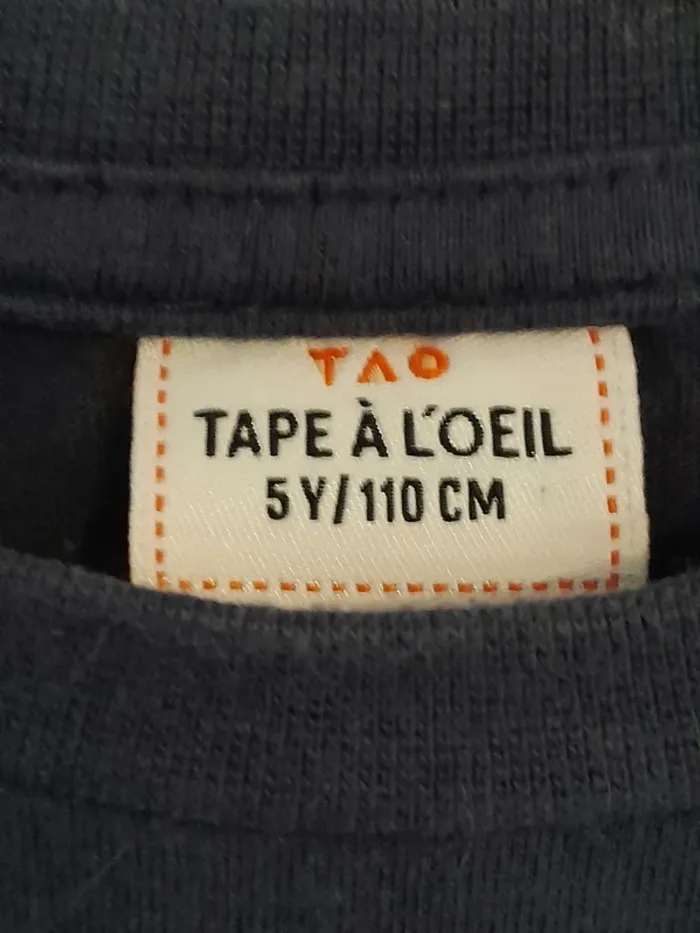 TAO
TAPE À L'OEIL
5 Y/110 CM